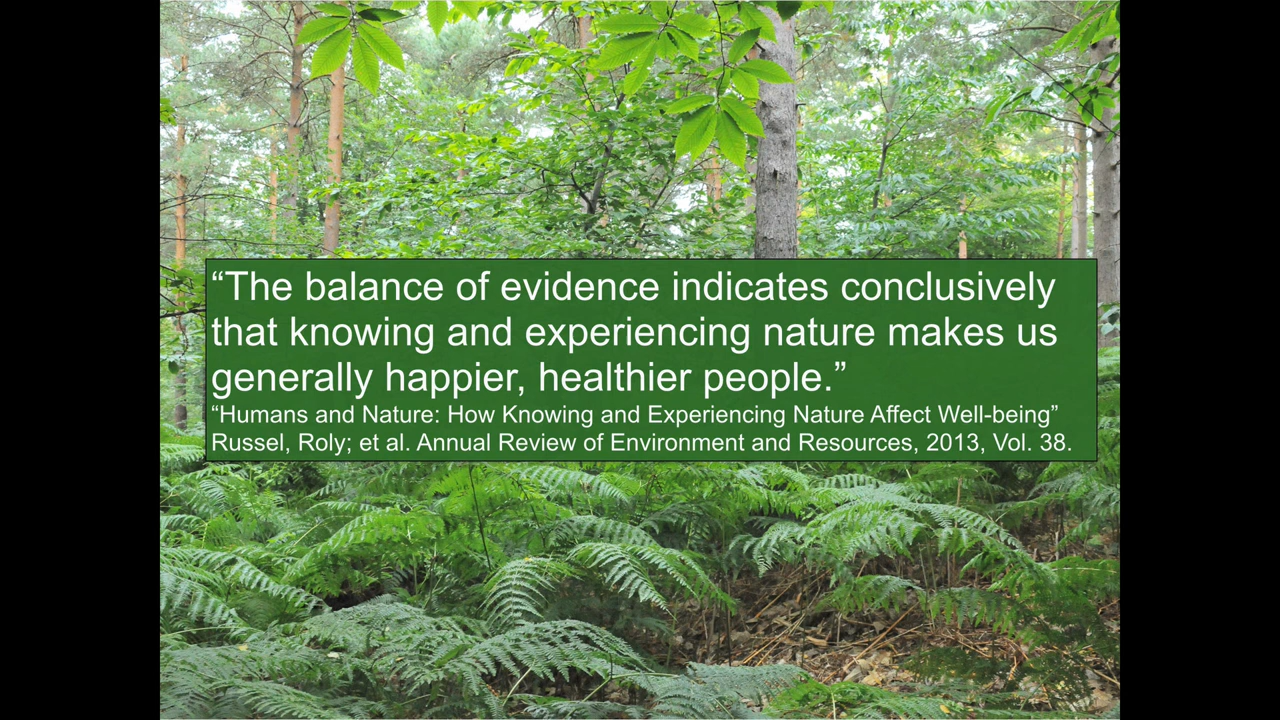 “The balance of evidence indicates conclusively
that knowing and experiencing nature makes us
generally happier, healthier people.”
“Humans and Nature: How Knowing and Experiencing Nature Affect Well-being”
Russel, Roly; et al. Annual Review of Environment and Resources, 2013, Vol. 38.